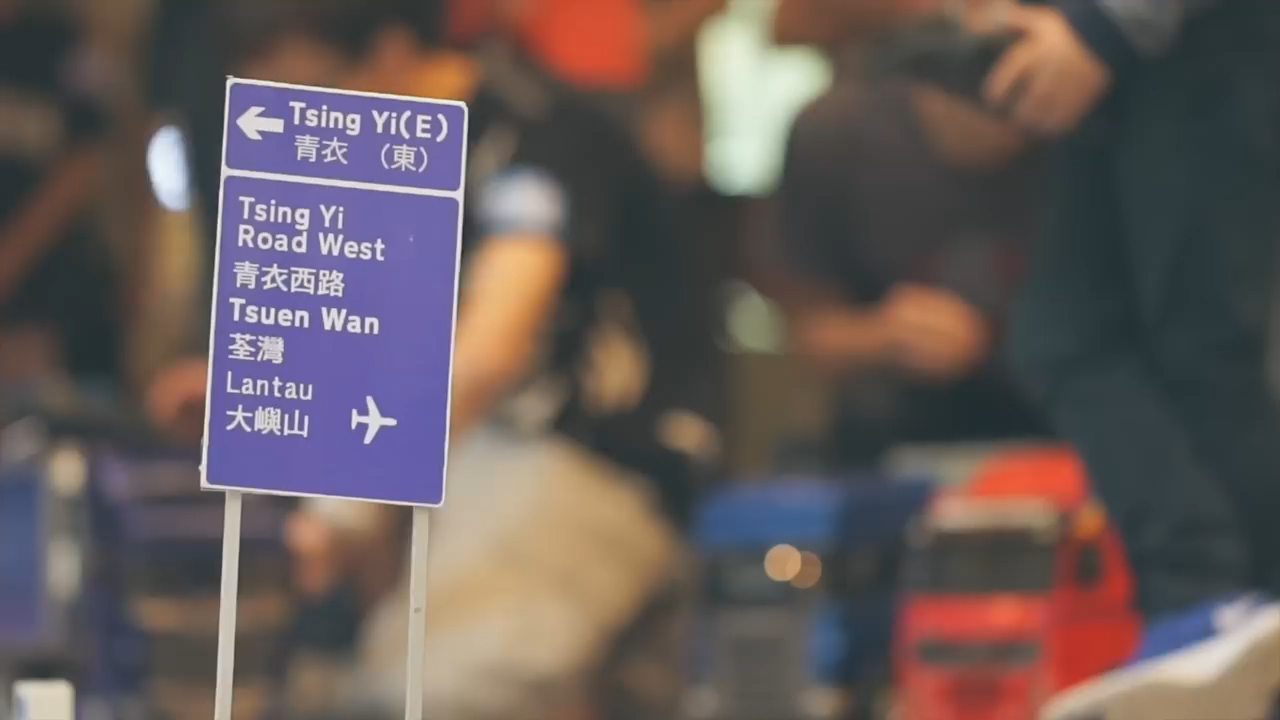 Tsing Yi(E)
青衣 (東)
Tsing Yi
Road West
青衣西路
Tsuen Wan
荃灣
Lantau
大嶼山